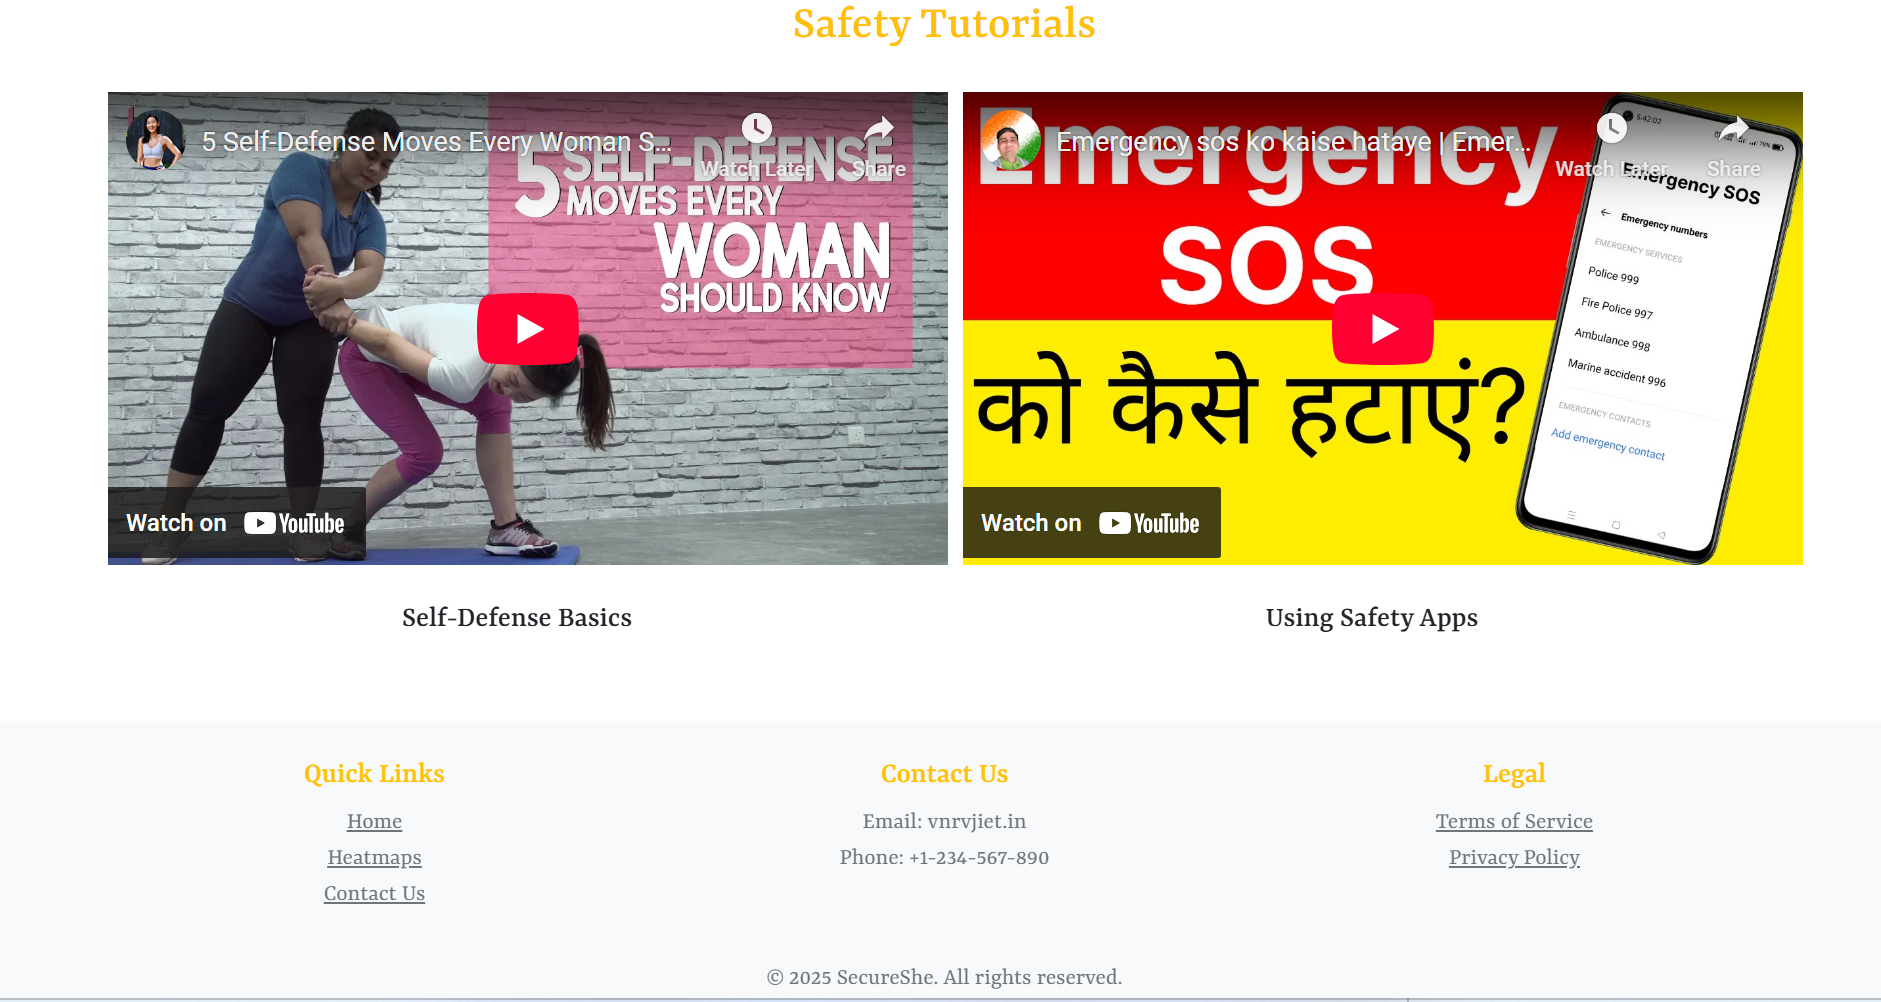 Safety Tutorials
5 Self-Defense Moves Every Woman S...
Watch Later
Share
5 SELF-DEFENSE
MOVES EVERY
WOMAN
SHOULD KNOW
Watch on YouTube
Self-Defense Basics
Emergency sos ko kaise hataye | Emer...
Watch Later
Share
Emergency
SOS
को कैसे हटाएं?
5:42:02
78%
Emergency SOS
Emergency numbers
EMERGENCY SERVICES
Police 999
Fire Police 997
Ambulance 998
Marine accident 996
EMERGENCY CONTACTS
Add emergency contact
Watch on YouTube
Using Safety Apps
Quick Links
Home
Heatmaps
Contact Us
Contact Us
Email: vnrvjiet.in
Phone: +1-234-567-890
Legal
Terms of Service
Privacy Policy
© 2025 SecureShe. All rights reserved.